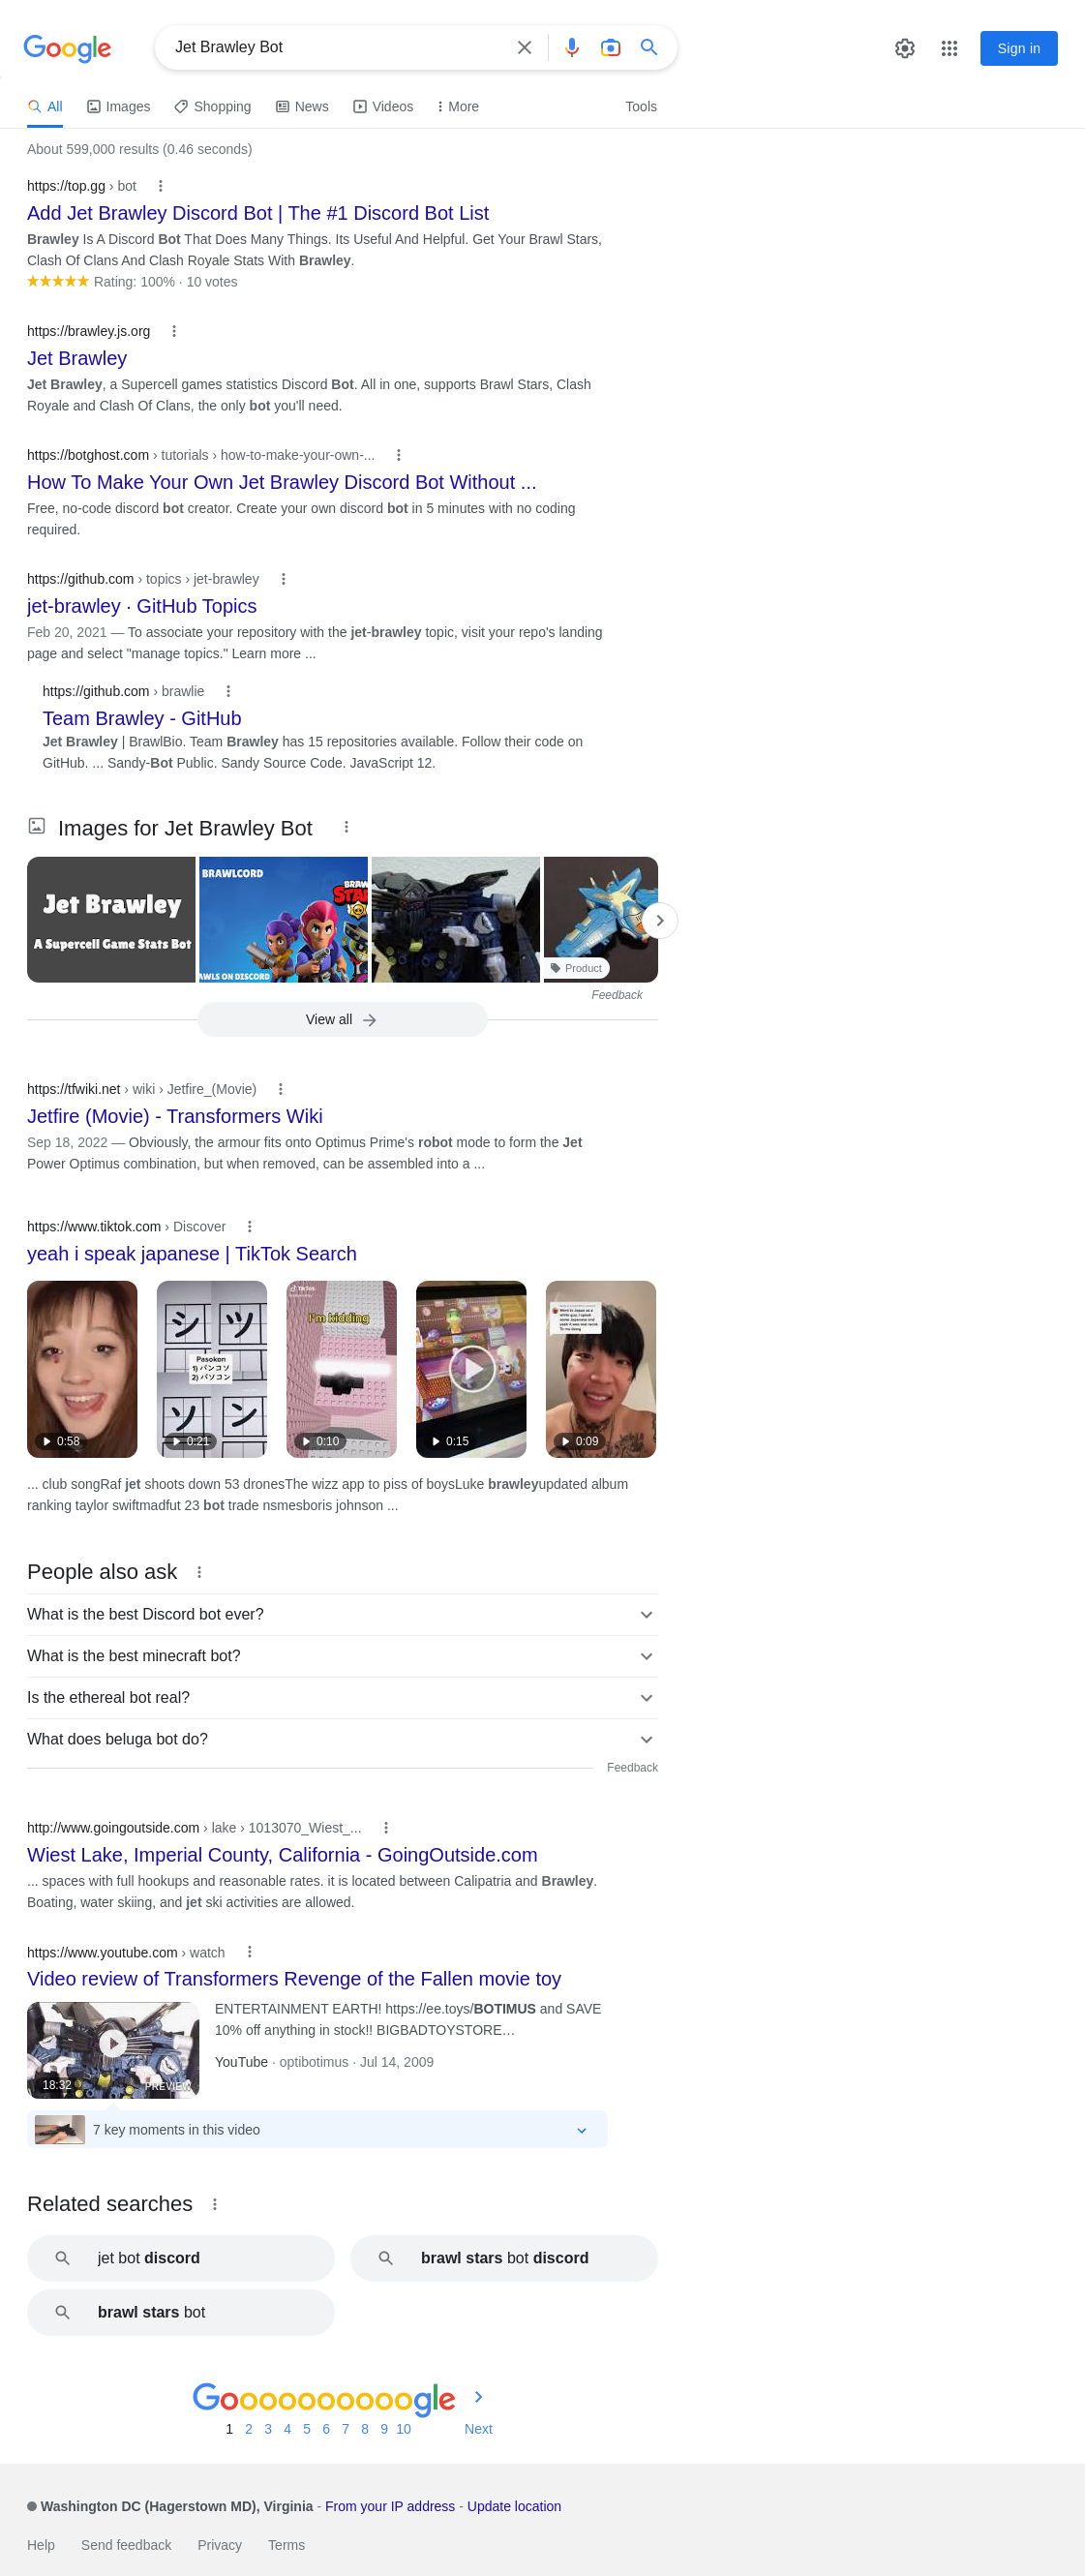 Google
Jet Brawley Bot
Sign in
All
Images
Shopping
News
Videos
More
Tools
About 599,000 results (0.46 seconds)
https://top.gg › bot
Add Jet Brawley Discord Bot | The #1 Discord Bot List
Brawley Is A Discord Bot That Does Many Things. Its Useful And Helpful. Get Your Brawl Stars,
Clash Of Clans And Clash Royale Stats With Brawley.
Rating: 100% · 10 votes
https://brawley.js.org
Jet Brawley
Jet Brawley, a Supercell games statistics Discord Bot. All in one, supports Brawl Stars, Clash
Royale and Clash Of Clans, the only bot you'll need.
https://botghost.com › tutorials › how-to-make-your-own-...
How To Make Your Own Jet Brawley Discord Bot Without ...
Free, no-code discord bot creator. Create your own discord bot in 5 minutes with no coding
required.
https://github.com › topics › jet-brawley
jet-brawley · GitHub Topics
Feb 20, 2021 — To associate your repository with the jet-brawley topic, visit your repo's landing
page and select "manage topics." Learn more ...
https://github.com › brawlie
Team Brawley - GitHub
Jet Brawley | BrawlBio. Team Brawley has 15 repositories available. Follow their code on
GitHub. ... Sandy-Bot Public. Sandy Source Code. JavaScript 12.
Images for Jet Brawley Bot
Jet Brawley
A Supercell Game Stats Bot
BRAWLCORD
BRAW
STA
AWLS ON DISCORD
Product
Feedback
View all
https://tfwiki.net › wiki › Jetfire_(Movie)
Jetfire (Movie) - Transformers Wiki
Sep 18, 2022 — Obviously, the armour fits onto Optimus Prime's robot mode to form the Jet
Power Optimus combination, but when removed, can be assembled into a ...
https://www.tiktok.com › Discover
yeah i speak japanese | TikTok Search
シ ツ
Pasokon
1) パンコソ
2) パソコン
ソ ン
TikTok
I'm kidding
0:58
0:21
0:10
0:15
0:09
... club songRaf jet shoots down 53 dronesThe wizz app to piss of boysLuke brawleyupdated album
ranking taylor swiftmadfut 23 bot trade nsmesboris johnson ...
People also ask
What is the best Discord bot ever?
What is the best minecraft bot?
Is the ethereal bot real?
What does beluga bot do?
Feedback
http://www.goingoutside.com › lake › 1013070_Wiest_...
Wiest Lake, Imperial County, California - GoingOutside.com
... spaces with full hookups and reasonable rates. it is located between Calipatria and Brawley.
Boating, water skiing, and jet ski activities are allowed.
https://www.youtube.com › watch
Video review of Transformers Revenge of the Fallen movie toy
ENTERTAINMENT EARTH! https://ee.toys/BOTIMUS and SAVE
10% off anything in stock!! BIGBADTOYSTORE…
YouTube · optibotimus · Jul 14, 2009
18:32
PREVIEW
7 key moments in this video
Related searches
jet bot discord
brawl stars bot discord
brawl stars bot
Goooooooooogle
1 2 3 4 5 6 7 8 9 10 Next
Washington DC (Hagerstown MD), Virginia - From your IP address - Update location
Help
Send feedback
Privacy
Terms